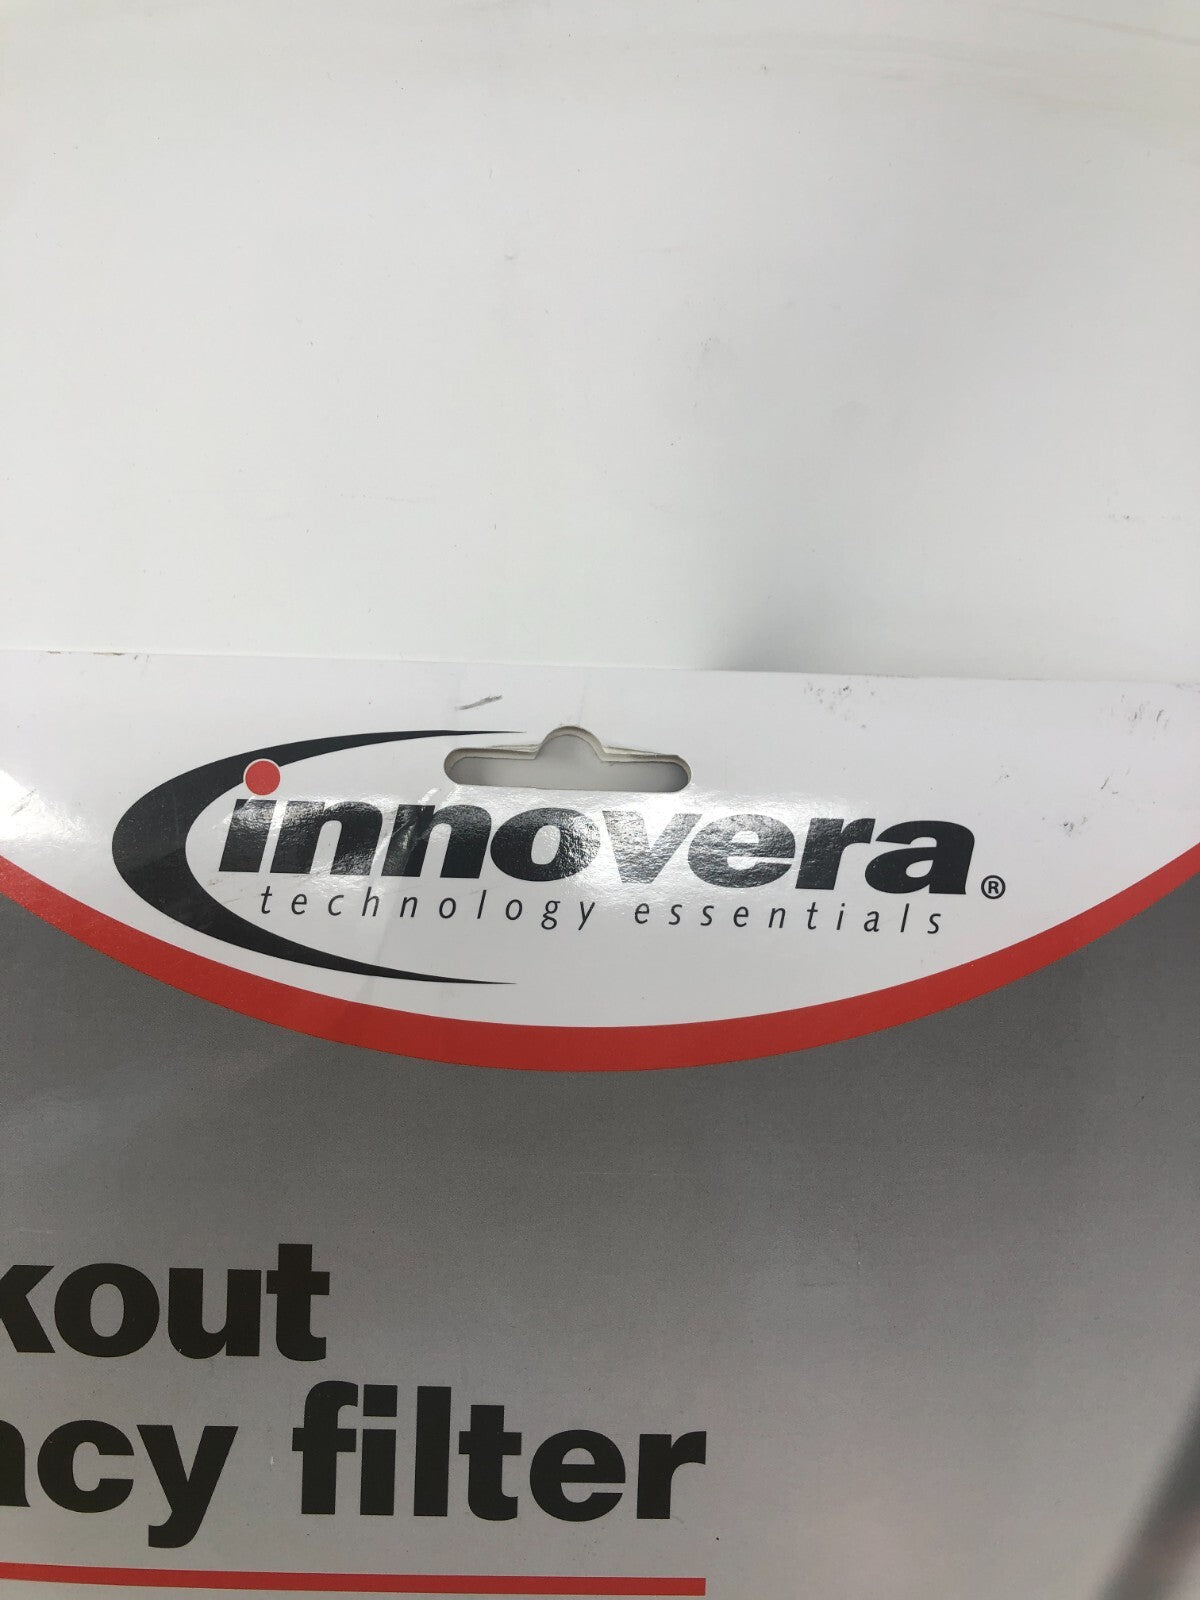 innovera®
technology essentials
kout
acy filter